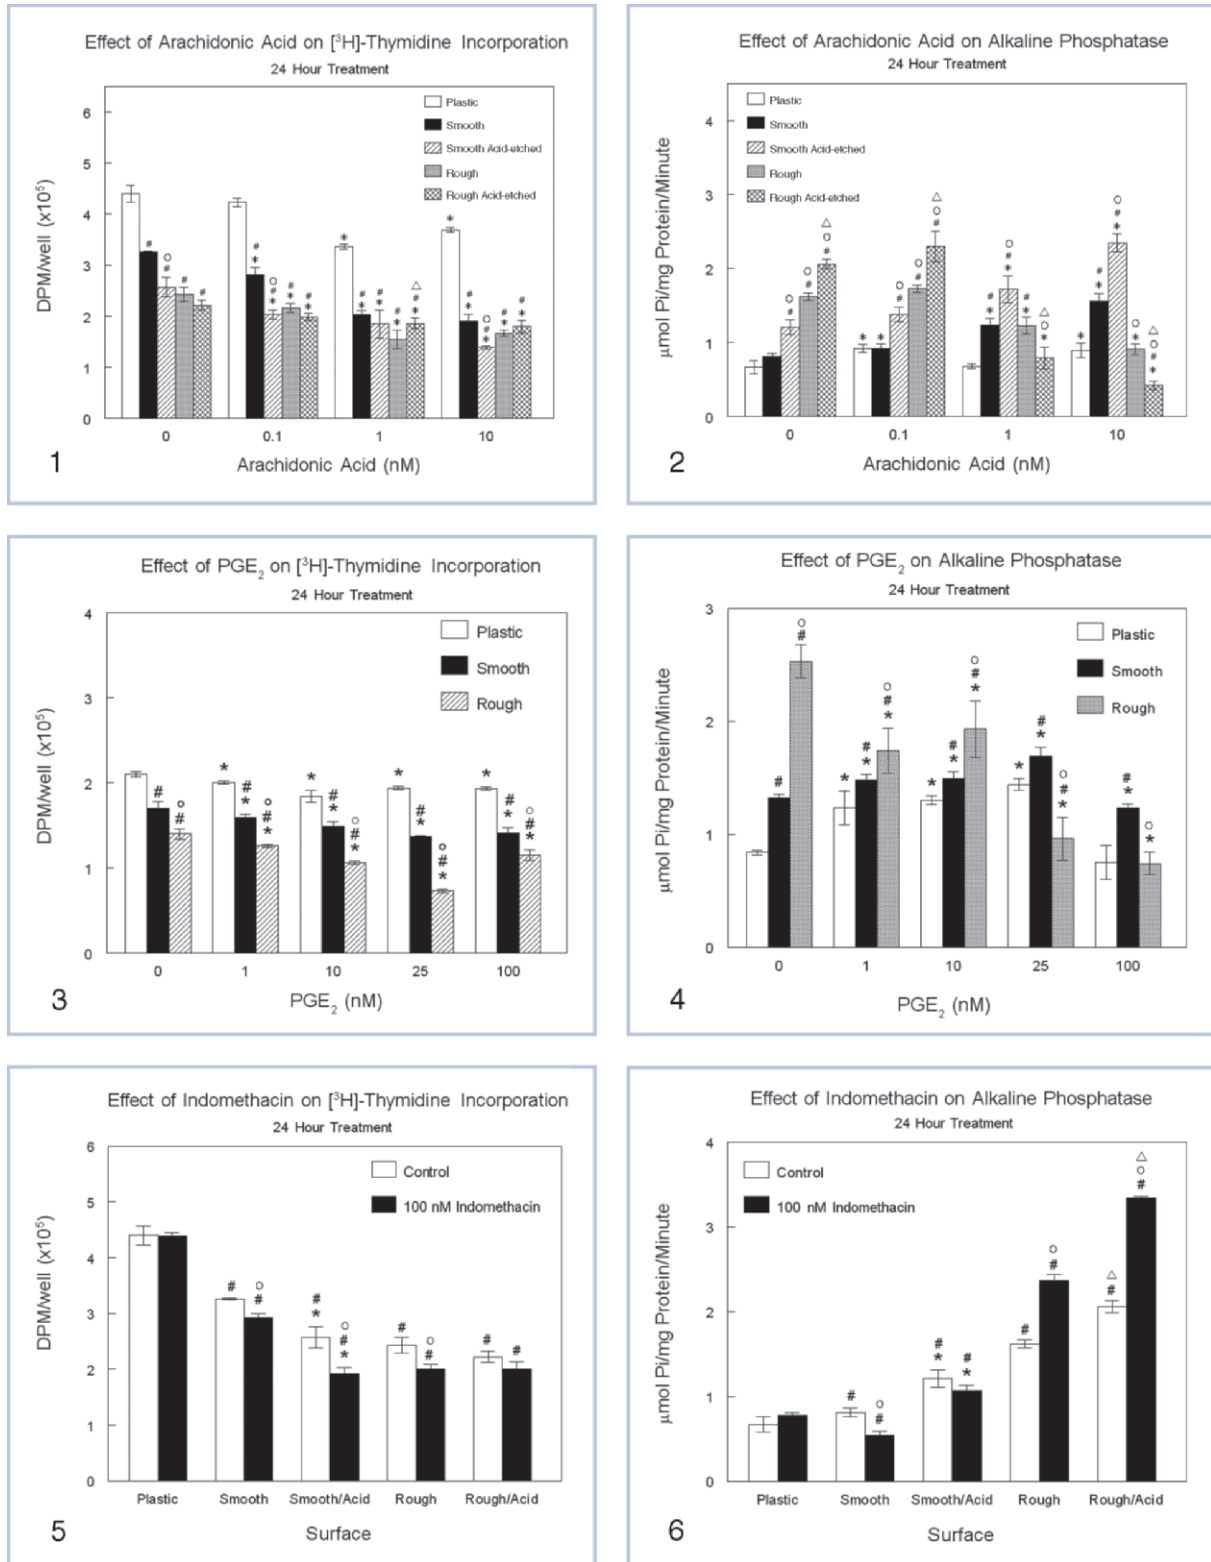 Effect of Arachidonic Acid on [³H]-Thymidine Incorporation
24 Hour Treatment
Plastic
Smooth
Smooth Acid-etched
Rough
Rough Acid-etched
DPM/well (x10⁵)
6
5
4
3
2
1
0
0 0.1 1 10
Arachidonic Acid (nM)
1
Effect of Arachidonic Acid on Alkaline Phosphatase
24 Hour Treatment
Plastic
Smooth
Smooth Acid-etched
Rough
Rough Acid-etched
μmol Pi/mg Protein/Minute
4
3
2
1
0
0 0.1 1 10
Arachidonic Acid (nM)
2
Effect of PGE₂ on [³H]-Thymidine Incorporation
24 Hour Treatment
Plastic
Smooth
Rough
DPM/well (x10⁵)
4
3
2
1
0
0 1 10 25 100
PGE₂ (nM)
3
Effect of PGE₂ on Alkaline Phosphatase
24 Hour Treatment
Plastic
Smooth
Rough
μmol Pi/mg Protein/Minute
3
2
1
0
0 1 10 25 100
PGE₂ (nM)
4
Effect of Indomethacin on [³H]-Thymidine Incorporation
24 Hour Treatment
Control
100 nM Indomethacin
DPM/well (x10⁵)
6
5
4
3
2
1
0
Plastic Smooth Smooth/Acid Rough Rough/Acid
Surface
5
Effect of Indomethacin on Alkaline Phosphatase
24 Hour Treatment
Control
100 nM Indomethacin
μmol Pi/mg Protein/Minute
4
3
2
1
0
Plastic Smooth Smooth/Acid Rough Rough/Acid
Surface
6